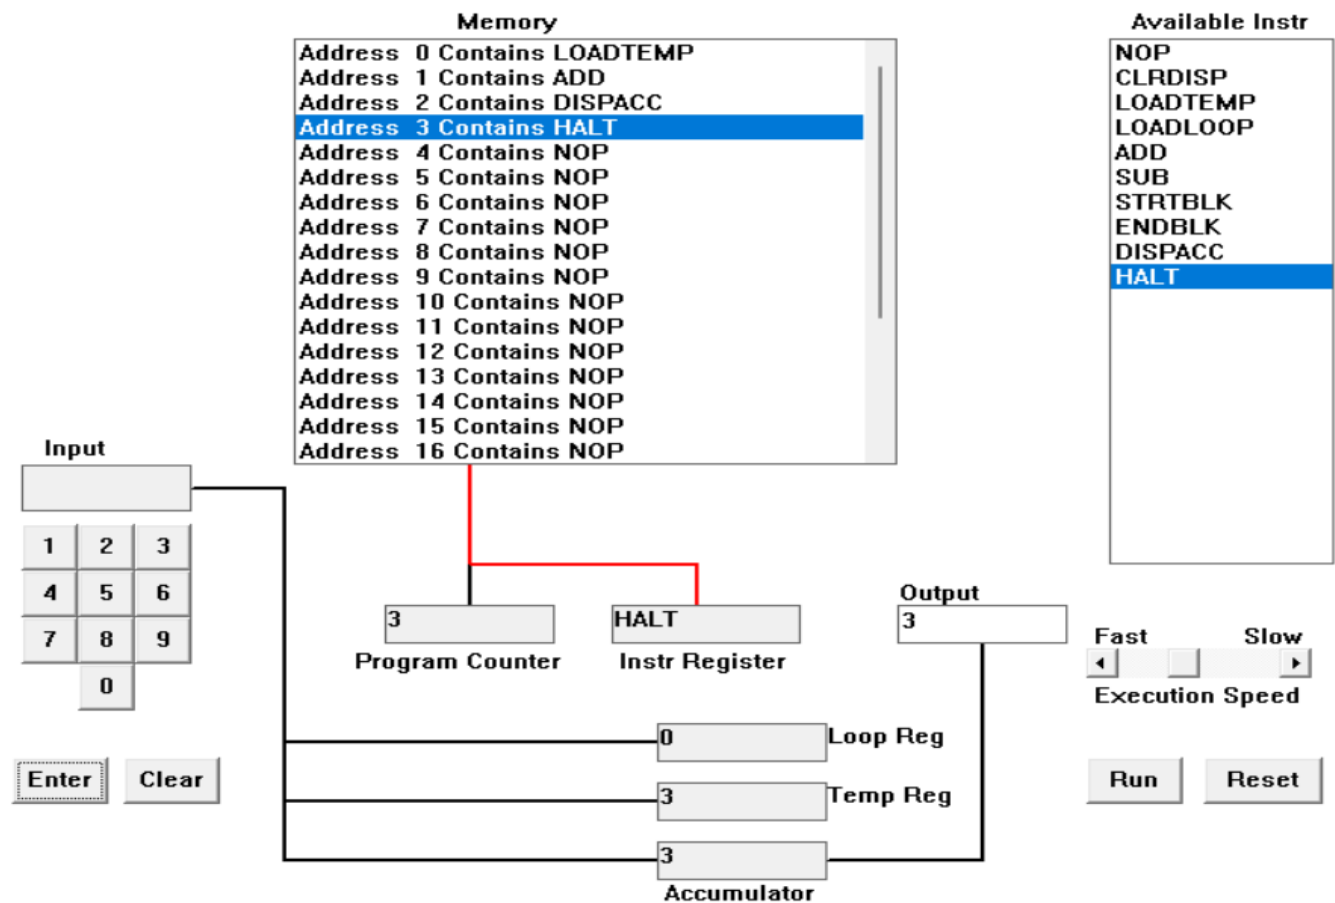 Memory
Address 0 Contains LOADTEMP
Address 1 Contains ADD
Address 2 Contains DISPACC
Address 3 Contains HALT
Address 4 Contains NOP
Address 5 Contains NOP
Address 6 Contains NOP
Address 7 Contains NOP
Address 8 Contains NOP
Address 9 Contains NOP
Address 10 Contains NOP
Address 11 Contains NOP
Address 12 Contains NOP
Address 13 Contains NOP
Address 14 Contains NOP
Address 15 Contains NOP
Address 16 Contains NOP
Available Instr
NOP
CLRDISP
LOADTEMP
LOADLOOP
ADD
SUB
STRTBLK
ENDBLK
DISPACC
HALT
Input
1 2 3
4 5 6
7 8 9
0
Enter Clear
3
Program Counter
HALT
Instr Register
Output
3
Fast Slow
Execution Speed
0 Loop Reg
3 Temp Reg
3
Accumulator
Run Reset